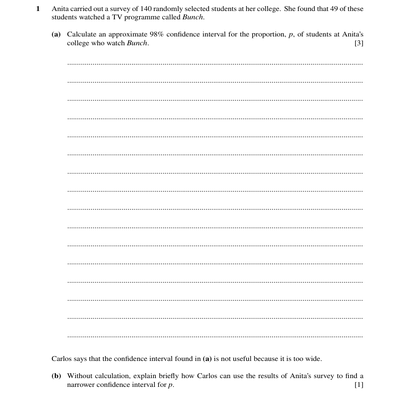 1 Anita carried out a survey of 140 randomly selected students at her college. She found that 49 of these
students watched a TV programme called Bunch.
(a) Calculate an approximate 98% confidence interval for the proportion, p, of students at Anita's
college who watch Bunch. [3]
Carlos says that the confidence interval found in (a) is not useful because it is too wide.
(b) Without calculation, explain briefly how Carlos can use the results of Anita's survey to find a
narrower confidence interval for p. [1]